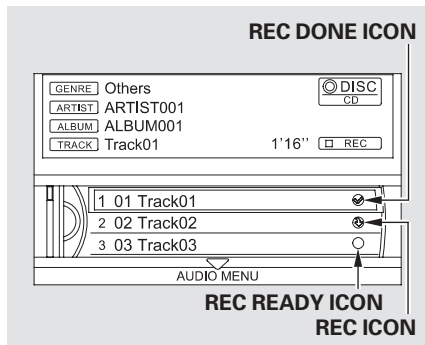 REC DONE ICON
GENRE Others
DISC
CD
ARTIST ARTIST001
ALBUM ALBUM001
TRACK Track01 1'16'' REC
1 01 Track01
2 02 Track02
3 03 Track03
AUDIO MENU
REC READY ICON
REC ICON